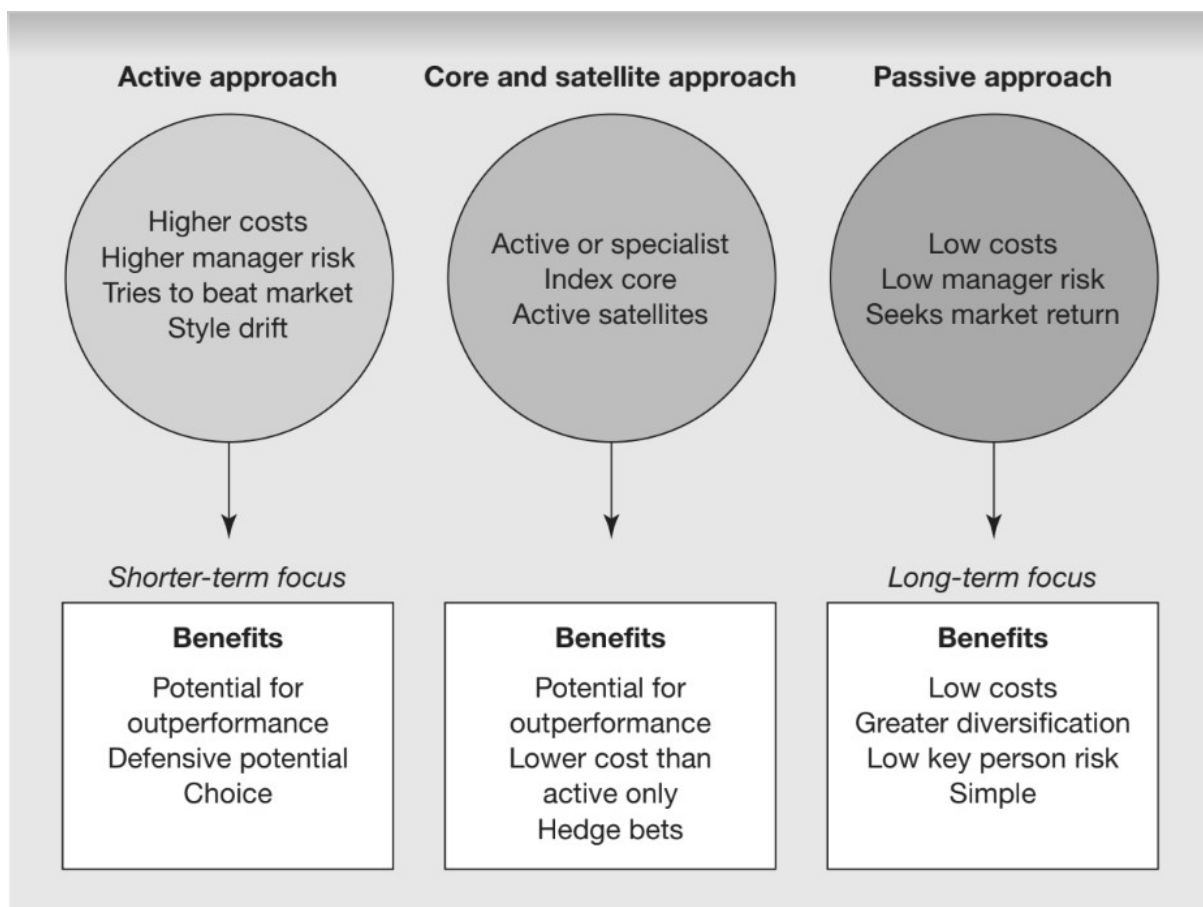 Active approach
Higher costs
Higher manager risk
Tries to beat market
Style drift
Shorter-term focus
Benefits
Potential for
outperformance
Defensive potential
Choice
Core and satellite approach
Active or specialist
Index core
Active satellites
Benefits
Potential for
outperformance
Lower cost than
active only
Hedge bets
Passive approach
Low costs
Low manager risk
Seeks market return
Long-term focus
Benefits
Low costs
Greater diversification
Low key person risk
Simple